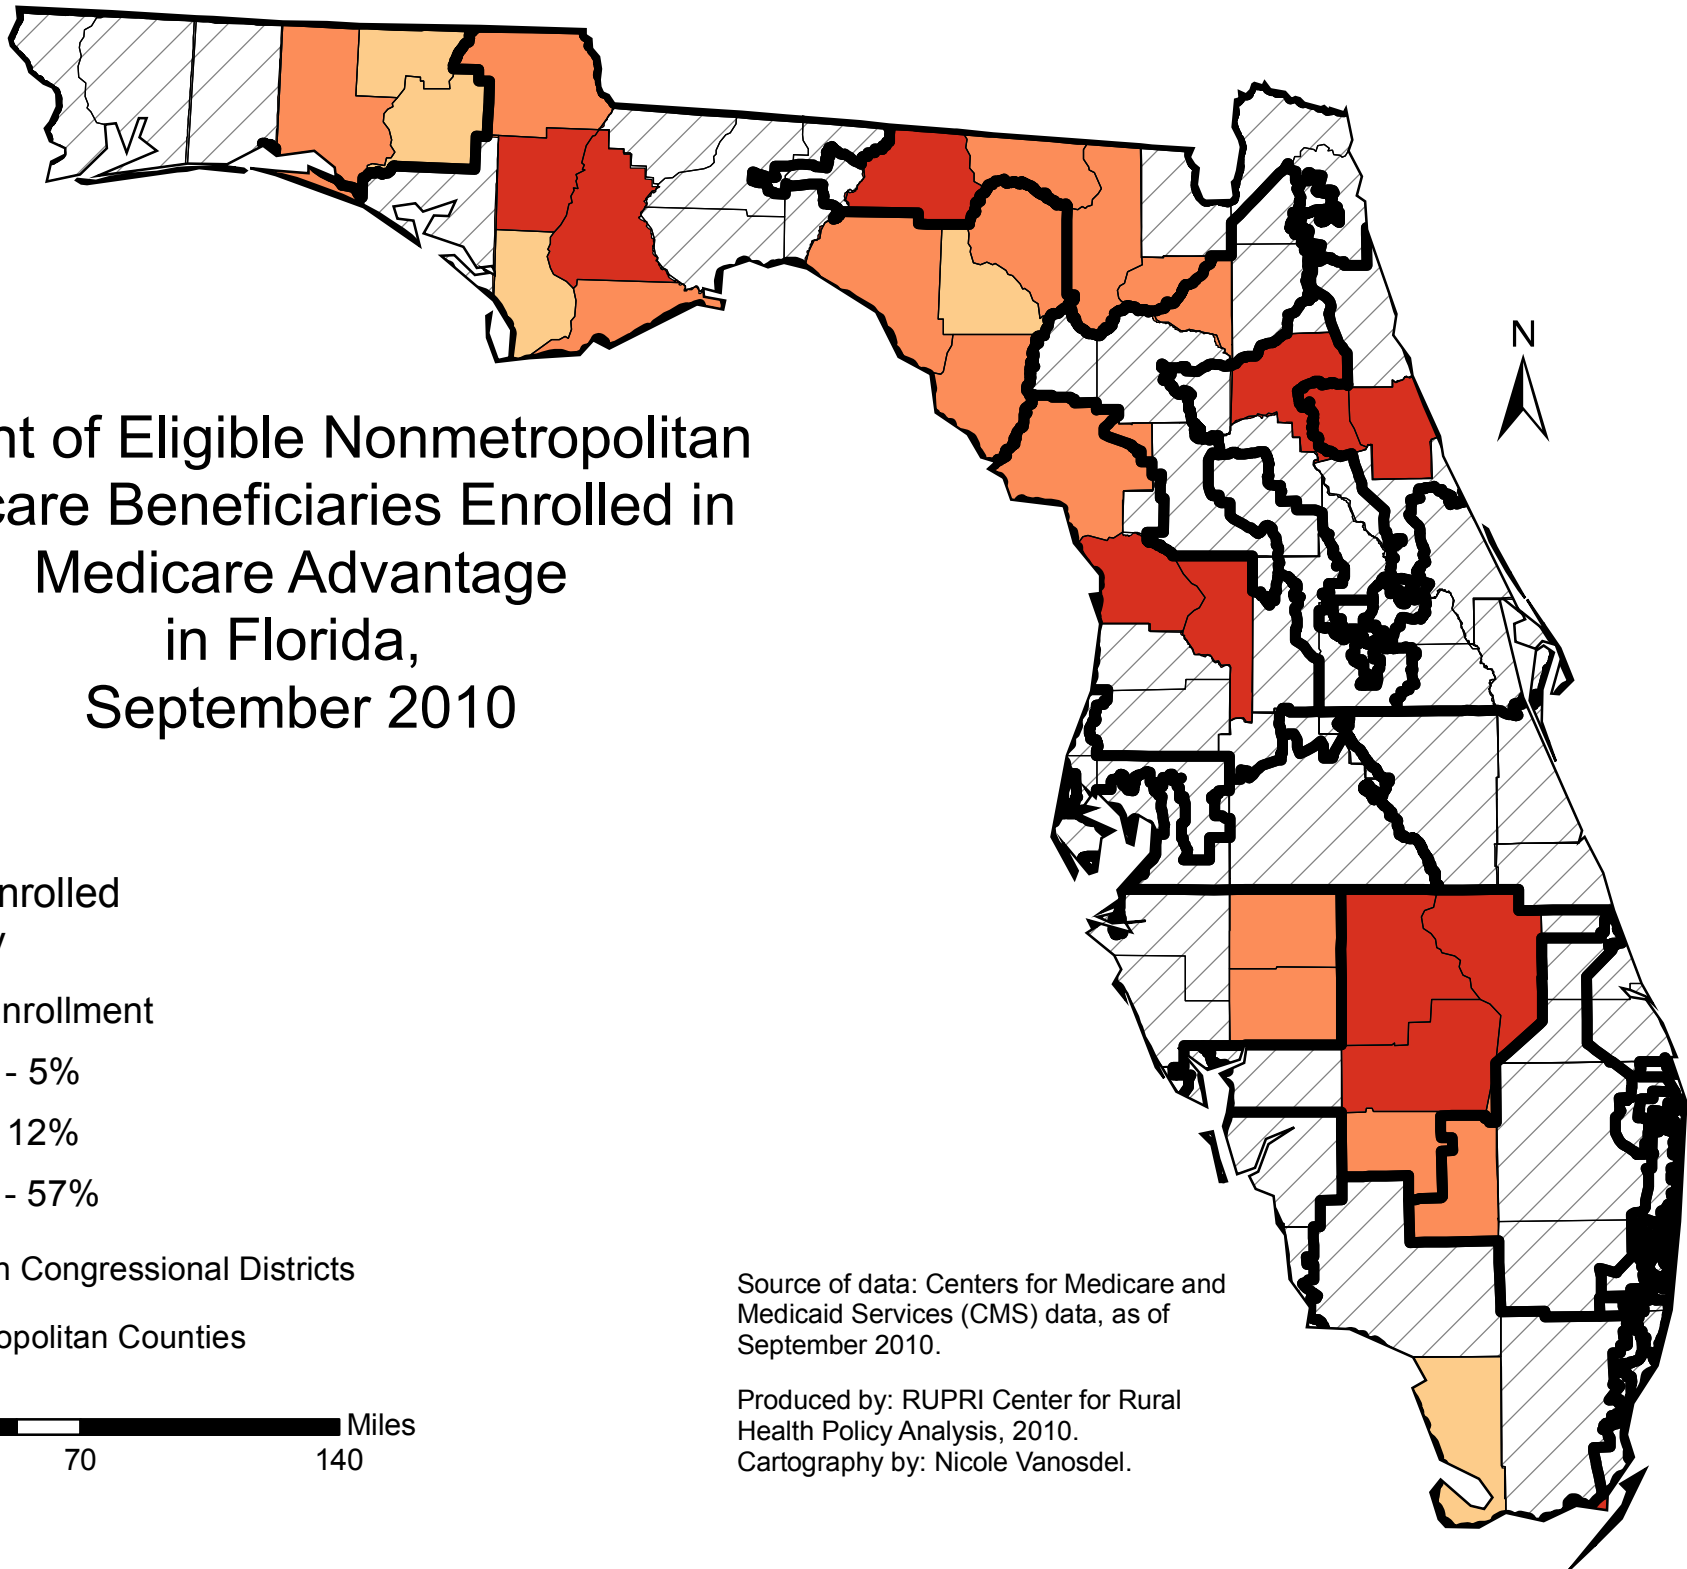 nt of Eligible Nonmetropolitan
care Beneficiaries Enrolled in
Medicare Advantage
in Florida,
September 2010
N
nrolled
y
nrollment
- 5%
12%
- 57%
n Congressional Districts
opolitan Counties
Miles
70 140
Source of data: Centers for Medicare and
Medicaid Services (CMS) data, as of
September 2010.
Produced by: RUPRI Center for Rural
Health Policy Analysis, 2010.
Cartography by: Nicole Vanosdel.